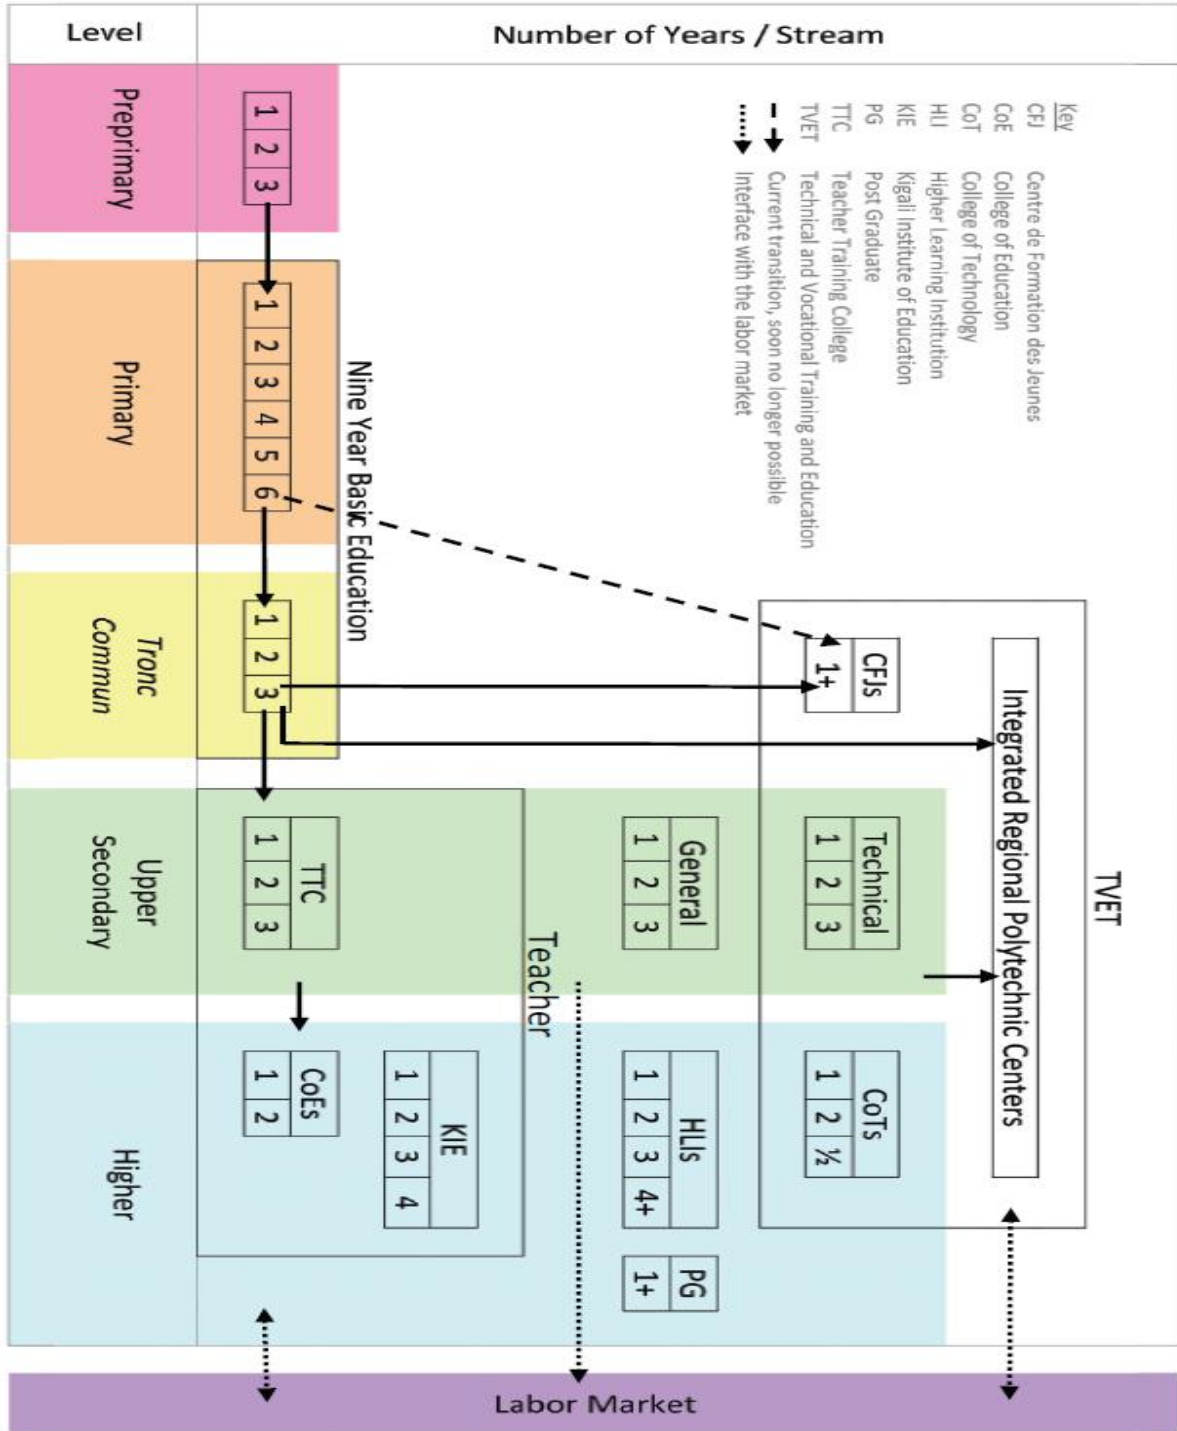 Level
Number of Years / Stream
Preprimary
1 2 3
Key
CFJ Centre de Formation des Jeunes
CoE College of Education
CoT College of Technology
HLI Higher Learning Institution
KIE Kigali Institute of Education
PG Post Graduate
TTC Teacher Training College
TVET Technical and Vocational Training and Education
Current transition, soon no longer possible
Interface with the labor market
Primary
1 2 3 4 5 6
Nine Year Basic Education
Tronc
Commun
1 2 3
CFJs
1+
TVET
Integrated Regional Polytechnic Centers
Upper
Secondary
TTC
1 2 3
General
1 2 3
Technical
1 2 3
Teacher
Higher
CoEs
1 2
KIE
1 2 3 4
HLIs
1 2 3 4+
PG
1+
CoTs
1 2 ½
Labor Market